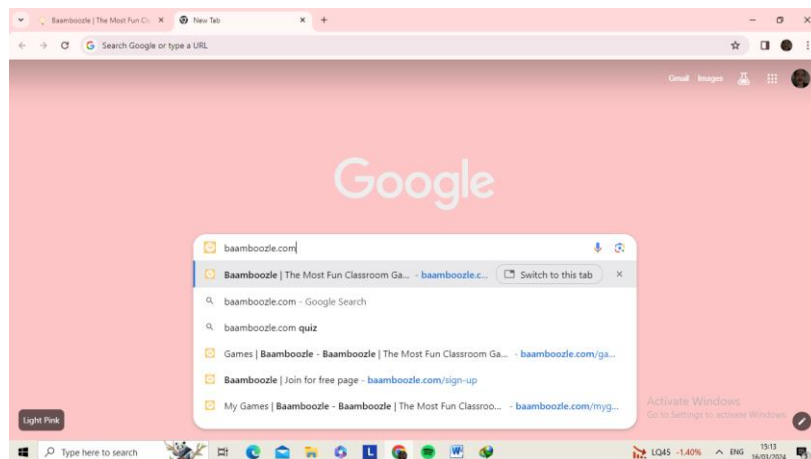 Baamboozle | The Most Fun Cl
New Tab
Search Google or type a URL
Gmail Images
Google
baamboozle.com
Baamboozle | The Most Fun Classroom Ga... - baamboozle.c... Switch to this tab
baamboozle.com - Google Search
baamboozle.com quiz
Games | Baamboozle - Baamboozle | The Most Fun Classroom Ga... - baamboozle.com/ga...
Baamboozle | Join for free page - baamboozle.com/sign-up
My Games | Baamboozle - Baamboozle | The Most Fun Classroo... - baamboozle.com/myg...
Activate Windows
Go to Settings to activate Windows.
Light Pink
Type here to search
LQ45 -1.40% ENG
15:13
16/03/2024